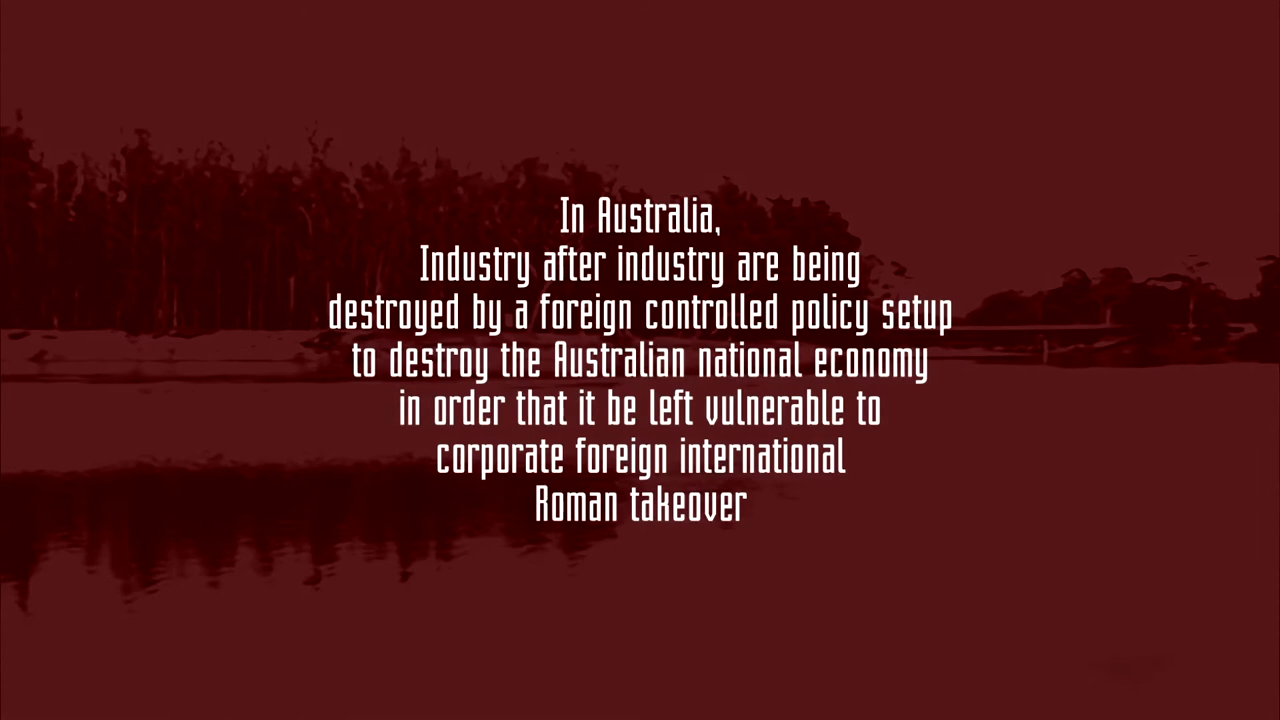 In Australia,
Industry after industry are being
destroyed by a foreign controlled policy setup
to destroy the Australian national economy
in order that it be left vulnerable to
corporate foreign international
Roman takeover